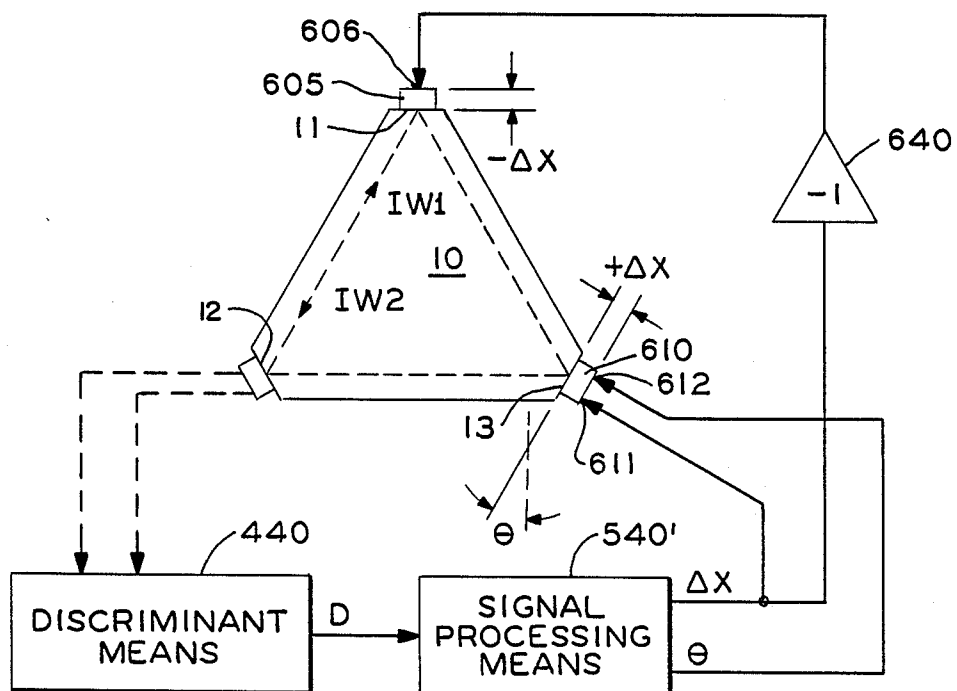 606
605
11
-ΔX
640
-1
IW1
10
+ΔX
IW2
12
610
612
13
611
θ
440
540'
DISCRIMINANT
MEANS
D
SIGNAL
PROCESSING
MEANS
ΔX
θ